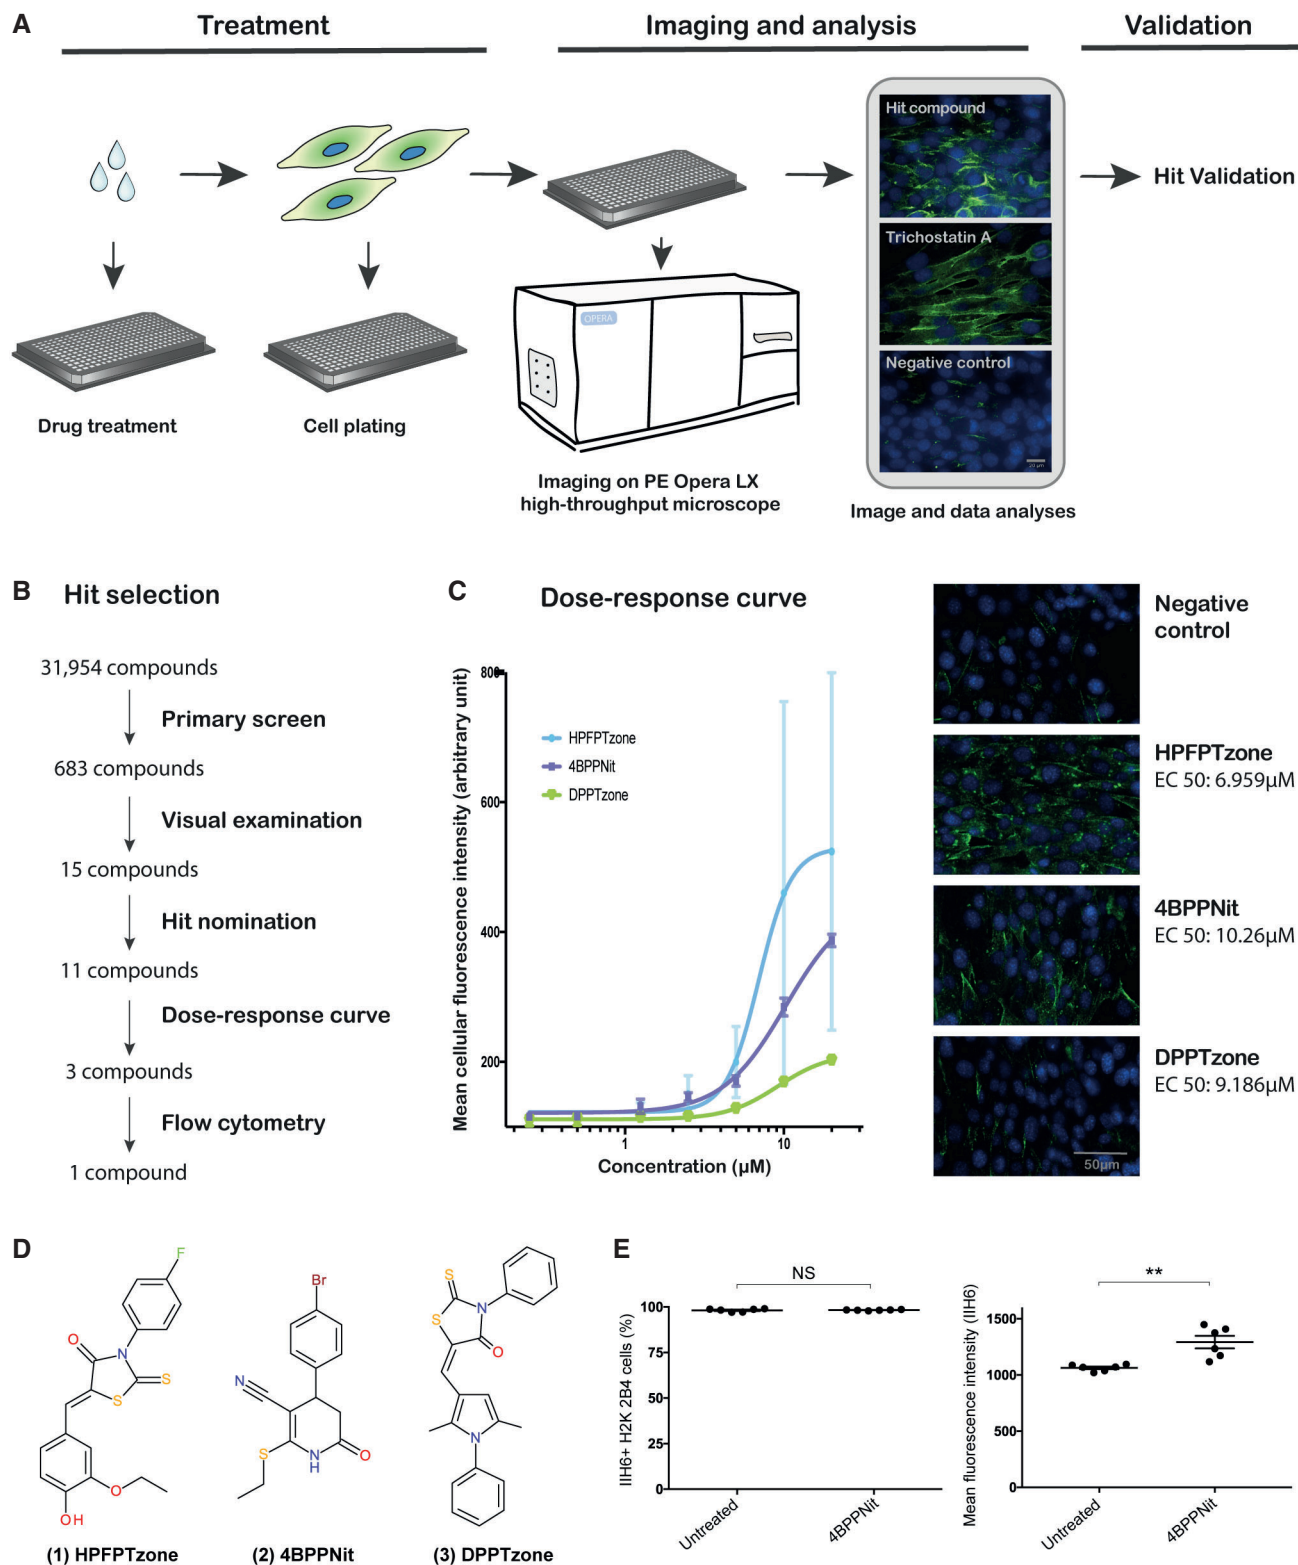 A
Treatment
Imaging and analysis
Validation
Hit compound
Trichostatin A
Negative control
20 µm
Hit Validation
OPERA
Drug treatment
Cell plating
Imaging on PE Opera LX
high-throughput microscope
Image and data analyses
B
Hit selection
31,954 compounds
Primary screen
683 compounds
Visual examination
15 compounds
Hit nomination
11 compounds
Dose-response curve
3 compounds
Flow cytometry
1 compound
C
Dose-response curve
Mean cellular fluorescence intensity (arbitrary unit)
800
600
400
200
HPFPTzone
4BPPNit
DPPTzone
1
10
Concentration (µM)
Negative
control
HPFPTzone
EC 50: 6.959µM
4BPPNit
EC 50: 10.26µM
DPPTzone
EC 50: 9.186µM
50µm
D
F
O
N
S
S
O
OH
(1) HPFPTzone
Br
N
S
N
H
O
(2) 4BPPNit
S
N
S
O
N
(3) DPPTzone
E
NS
IIH6+ H2K 2B4 cells (%)
100
75
50
25
0
Untreated
4BPPNit
**
Mean fluorescence intensity (IIH6)
1500
1000
500
0
Untreated
4BPPNit